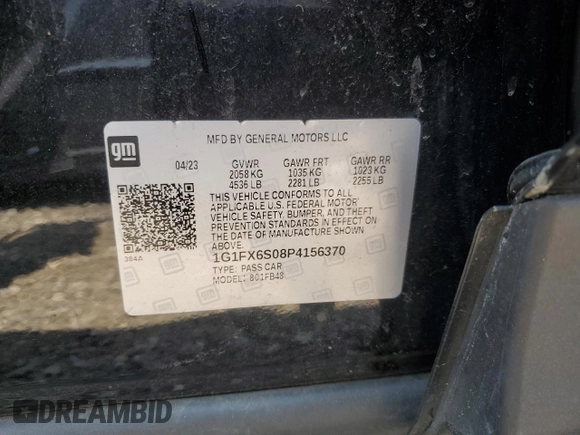 gm
MFD BY GENERAL MOTORS LLC
04/23 GVWR GAWR FRT GAWR RR
2058 KG 1035 KG 1023 KG
4536 LB 2281 LB 2255 LB
THIS VEHICLE CONFORMS TO ALL
APPLICABLE U.S. FEDERAL MOTOR
VEHICLE SAFETY, BUMPER, AND THEFT
PREVENTION STANDARDS IN EFFECT ON
THE DATE OF MANUFACTURE SHOWN
ABOVE.
1G1FX6S08P4156370
TYPE: PASS CAR
MODEL: 801FB48
DREAMBID